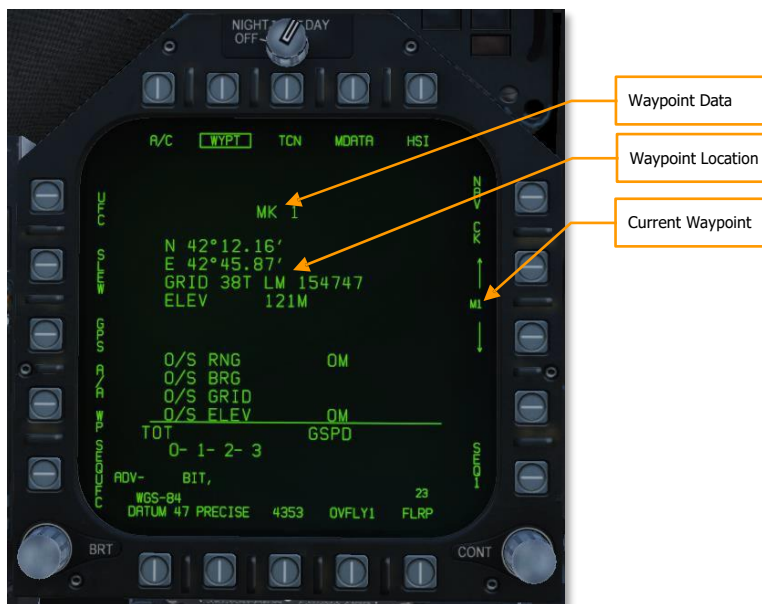 NIGHT DAY
OFF
Waypoint Data
Waypoint Location
Current Waypoint
A/C WYPT TCN MDATA HSI
UFC
SLEW
GPS
A/A WP
SEQUFC
NAV CK
M1
SEQ1
MK 1
N 42°12.16′
E 42°45.87′
GRID 38T LM 154747
ELEV 121M
O/S RNG 0M
O/S BRG
O/S GRID
O/S ELEV 0M
TOT GSPD
0- 1- 2- 3
ADV- BIT,
WGS-84 23
DATUM 47 PRECISE 4353 OVFLY1 FLRP
BRT
CONT